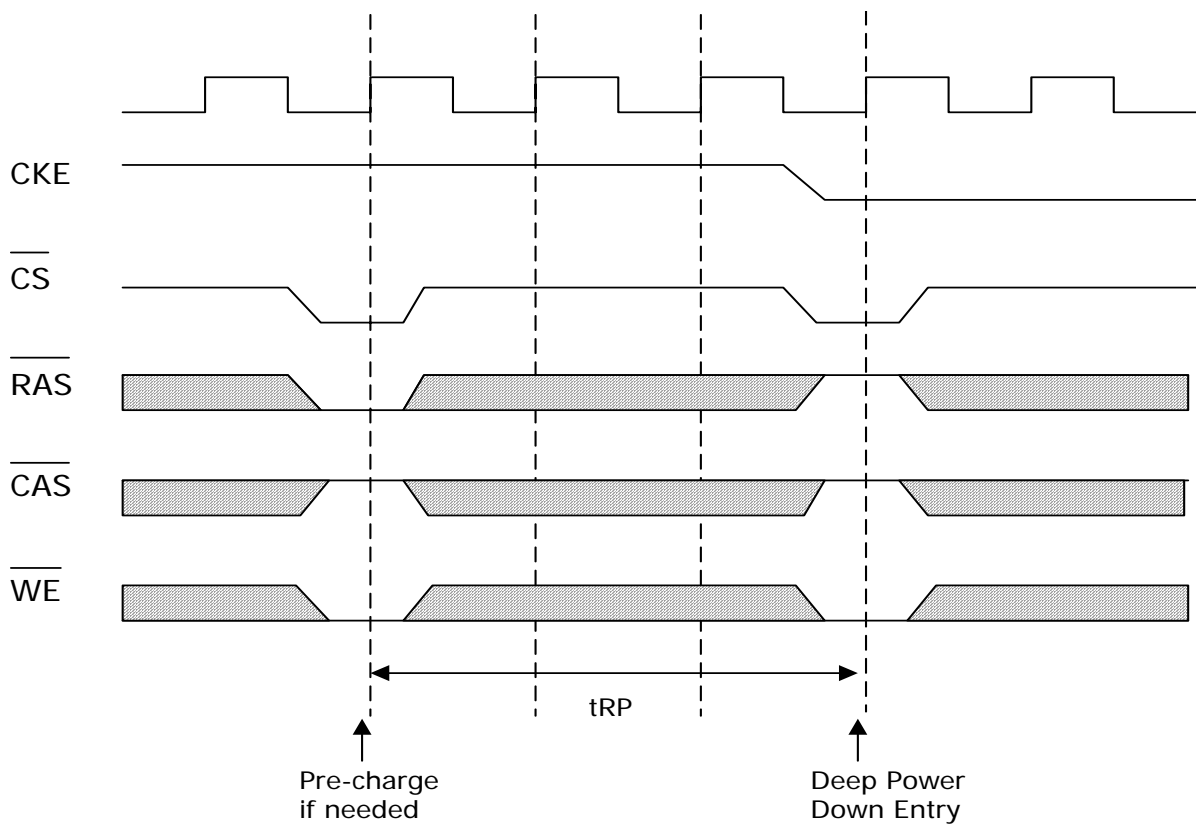 CKE
CS
RAS
CAS
WE
tRP
Pre-charge
if needed
Deep Power
Down Entry